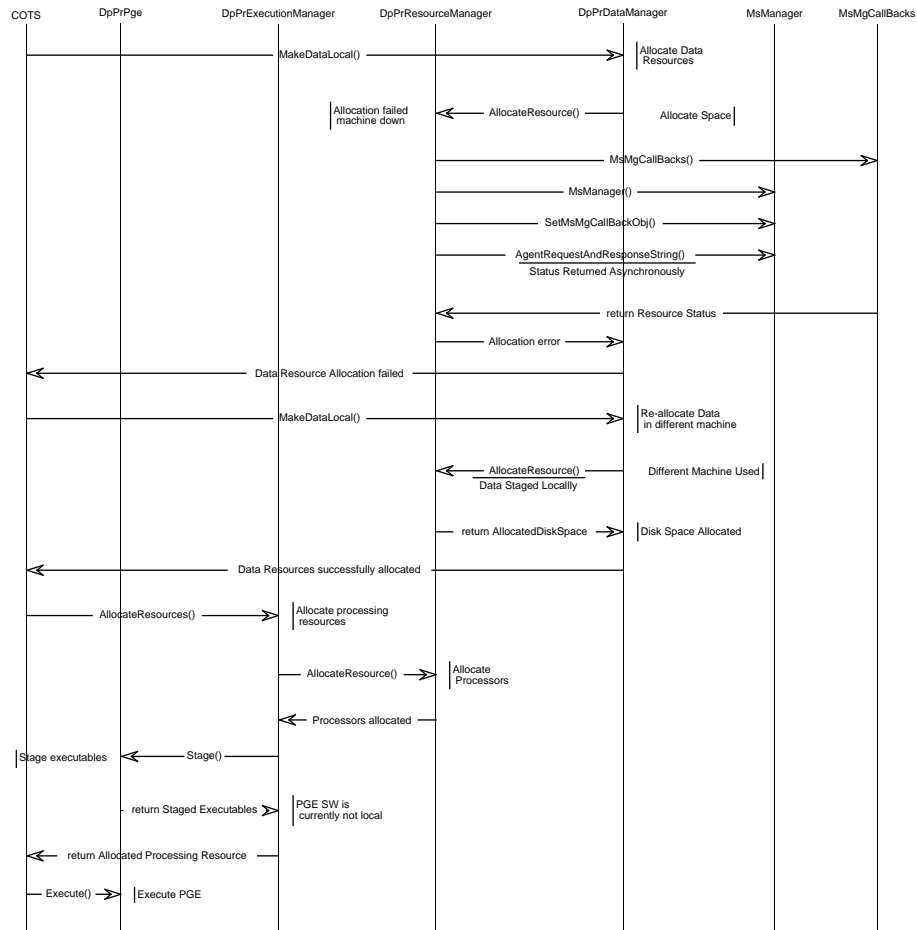 COTS
DpPrPge
DpPrExecutionManager
DpPrResourceManager
DpPrDataManager
MsManager
MsMgCallBacks
MakeDataLocal()
Allocate Data
Resources
Allocation failed
machine down
AllocateResource()
Allocate Space
MsMgCallBacks()
MsManager()
SetMsMgCallBackObj()
AgentRequestAndResponseString()
Status Returned Asynchronously
return Resource Status
Allocation error
Data Resource Allocation failed
MakeDataLocal()
Re-allocate Data
in different machine
AllocateResource()
Data Staged Locallly
Different Machine Used
return AllocatedDiskSpace
Disk Space Allocated
Data Resources successfully allocated
AllocateResources()
Allocate processing
resources
AllocateResource()
Allocate
Processors
Processors allocated
Stage executables
Stage()
return Staged Executables
PGE SW is
currently not local
return Allocated Processing Resource
Execute()
Execute PGE